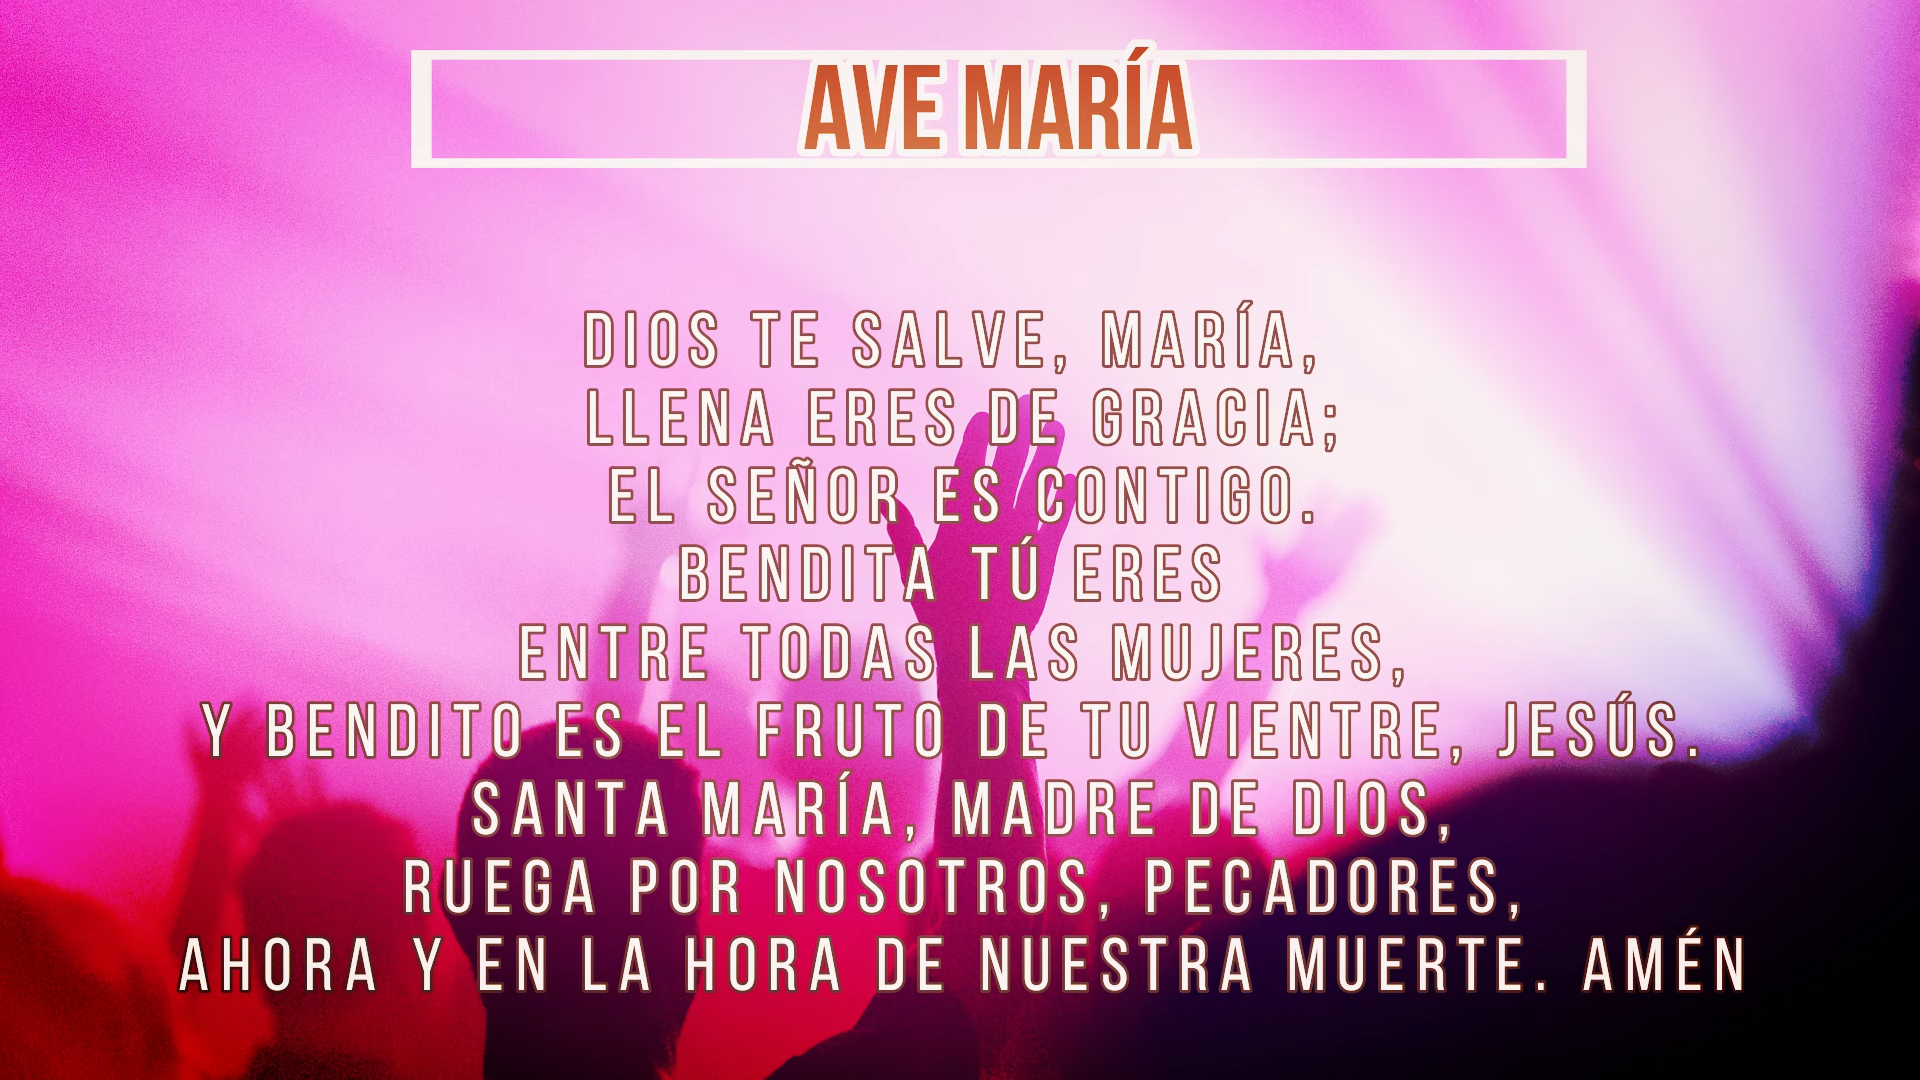 AVE MARÍA
DIOS TE SALVE, MARÍA,
LLENA ERES DE GRACIA;
EL SEÑOR ES CONTIGO.
BENDITA TÚ ERES
ENTRE TODAS LAS MUJERES,
Y BENDITO ES EL FRUTO DE TU VIENTRE, JESÚS.
SANTA MARÍA, MADRE DE DIOS,
RUEGA POR NOSOTROS, PECADORES,
AHORA Y EN LA HORA DE NUESTRA MUERTE. AMÉN